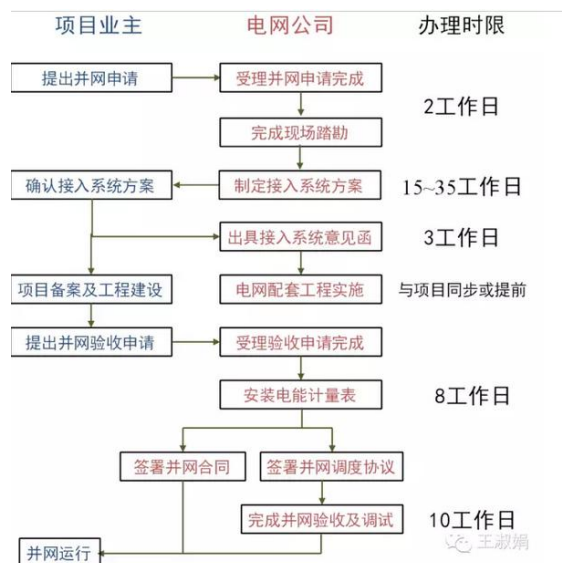 项目业主 电网公司 办理时限
提出并网申请 受理并网申请完成
2工作日
完成现场踏勘
确认接入系统方案 制定接入系统方案 15~35工作日
出具接入系统意见函 3工作日
项目备案及工程建设 电网配套工程实施 与项目同步或提前
提出并网验收申请 受理验收申请完成
安装电能计量表 8工作日
签署并网合同 签署并网调度协议
完成并网验收及调试 10工作日
王淑娟
并网运行